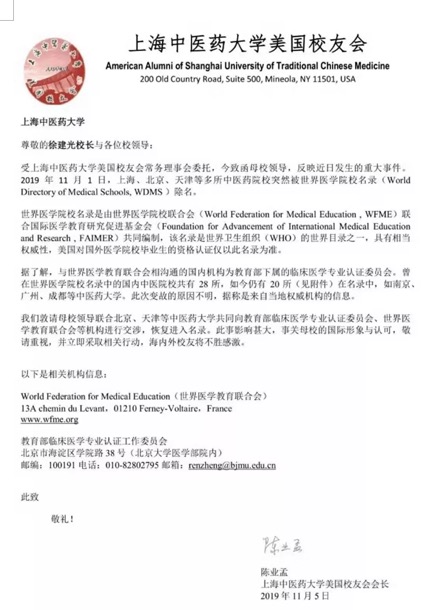 上海中医药大学美国校友会
American Alumni of Shanghai University of Traditional Chinese Medicine
200 Old Country Road, Suite 500, Mineola, NY 11501, USA
上海中医药大学
尊敬的徐建光校长与各位校领导：
受上海中医药大学美国校友会常务理事会委托，今致函母校领导，反映近日发生的重大事件。
2019 年 11 月 1 日，上海、北京、天津等多所中医药院校突然被世界医学院校名录（World
Directory of Medical Schools, WDMS ）除名。
世界医学院校名录是由世界医学院校联合会（World Federation for Medical Education , WFME）联
合国际医学教育研究促进基金会（Foundation for Advancement of International Medical Education
and Research , FAIMER）共同编制，该名录是世界卫生组织（WHO）的世界目录之一，具有相当
权威性，美国对国外医学院校毕业生的资格认证仅以此名录为准。
据了解，与世界医学教育联合会相沟通的国内机构为教育部下属的临床医学专业认证委员会。曾
在世界医学院校名录中的国内中医院校共有 28 所，如今仍有 20 所（见附件）在名录中，如南京、
广州、成都等中医药大学。此次变故的原因不明，据称是来自当地权威机构的信息。
我们敦请母校领导联合北京、天津等中医药大学共同向教育部临床医学专业认证委员会、世界医
学教育联合会等机构进行交涉，恢复进入名录。此事影响甚大，事关母校的国际形象与认可，敬
请重视，并立即采取相关行动，海内外校友将不胜感激。
以下是相关机构信息：
World Federation for Medical Education（世界医学教育联合会）
13A chemin du Levant，01210 Ferney-Voltaire，France
www.wfme.org
教育部临床医学专业认证工作委员会
北京市海淀区学院路 38 号（北京大学医学部院内）
邮编：100191 电话：010-82802795 邮箱：renzheng@bjmu.edu.cn
此致
敬礼！
陈业孟
陈业孟
上海中医药大学美国校友会会长
2019 年 11 月 5 日